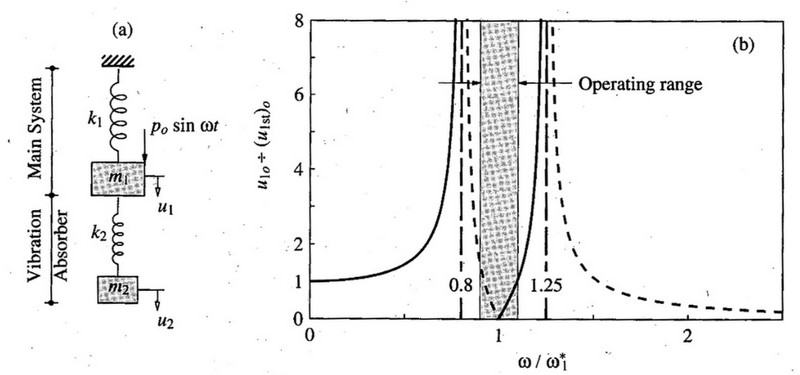 (a)
Main System
Vibration
Absorber
k₁
pₒ sin ωt
m₁
u₁
k₂
m₂
u₂
(b)
Operating range
u₁ₒ ÷ (u₁st)ₒ
8
6
4
2
1
0
0.8
1.25
0
1
2
ω / ω₁*